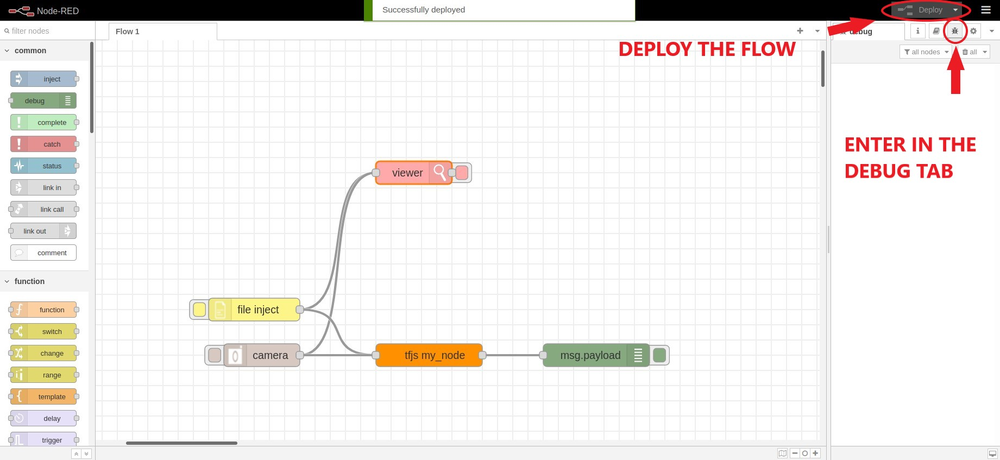 Node-RED
Successfully deployed
Deploy
filter nodes
Flow 1
debug
i
all nodes
all
DEPLOY THE FLOW
ENTER IN THE
DEBUG TAB
common
inject
debug
complete
catch
status
link in
link call
link out
comment
function
function
switch
change
range
template
delay
trigger
viewer
file inject
camera
tfjs my_node
msg.payload